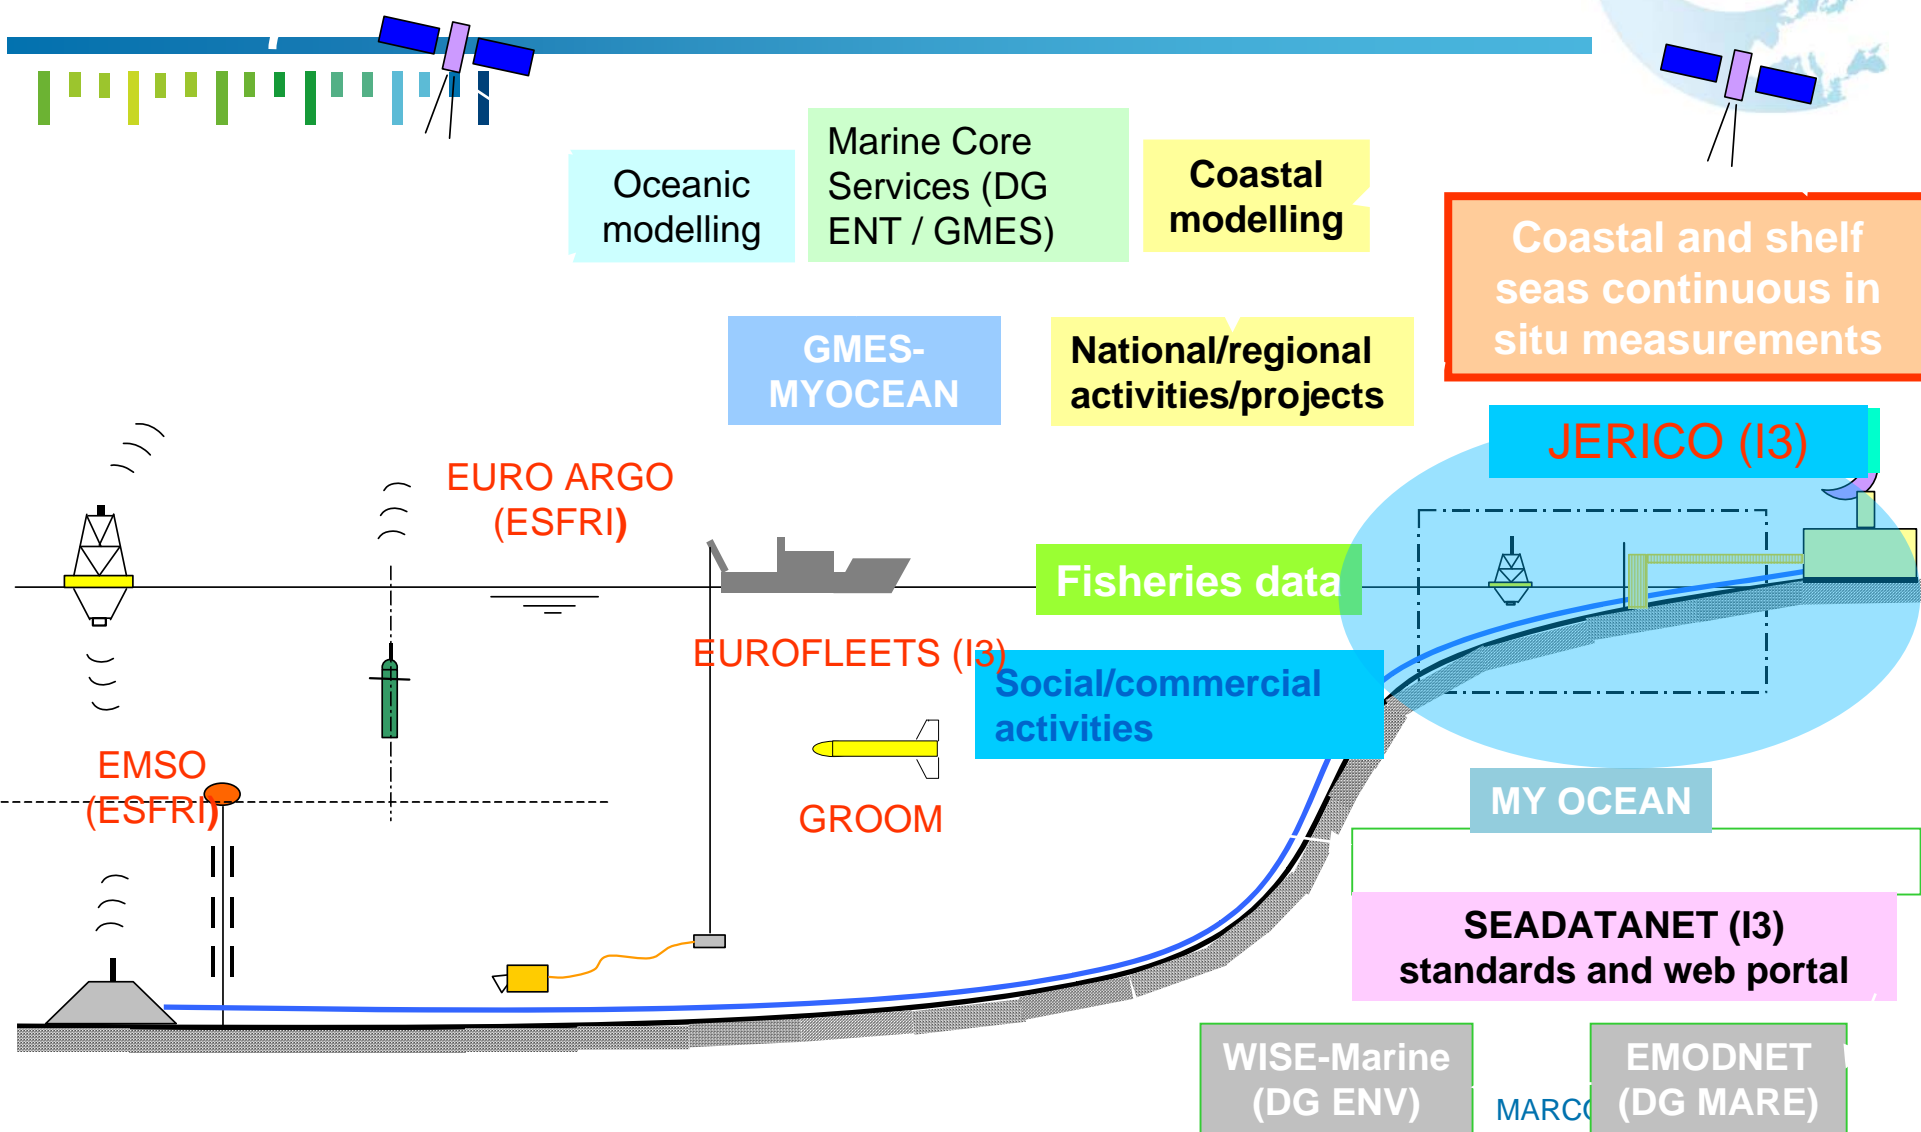 Oceanic
modelling
Marine Core
Services (DG
ENT / GMES)
Coastal
modelling
Coastal and shelf
seas continuous in
situ measurements
GMES-
MYOCEAN
National/regional
activities/projects
JERICO (I3)
EURO ARGO
(ESFRI)
Fisheries data
EUROFLEETS (I3)
Social/commercial
activities
EMSO
(ESFRI)
GROOM
MY OCEAN
SEADATANET (I3)
standards and web portal
WISE-Marine
(DG ENV)
EMODNET
(DG MARE)